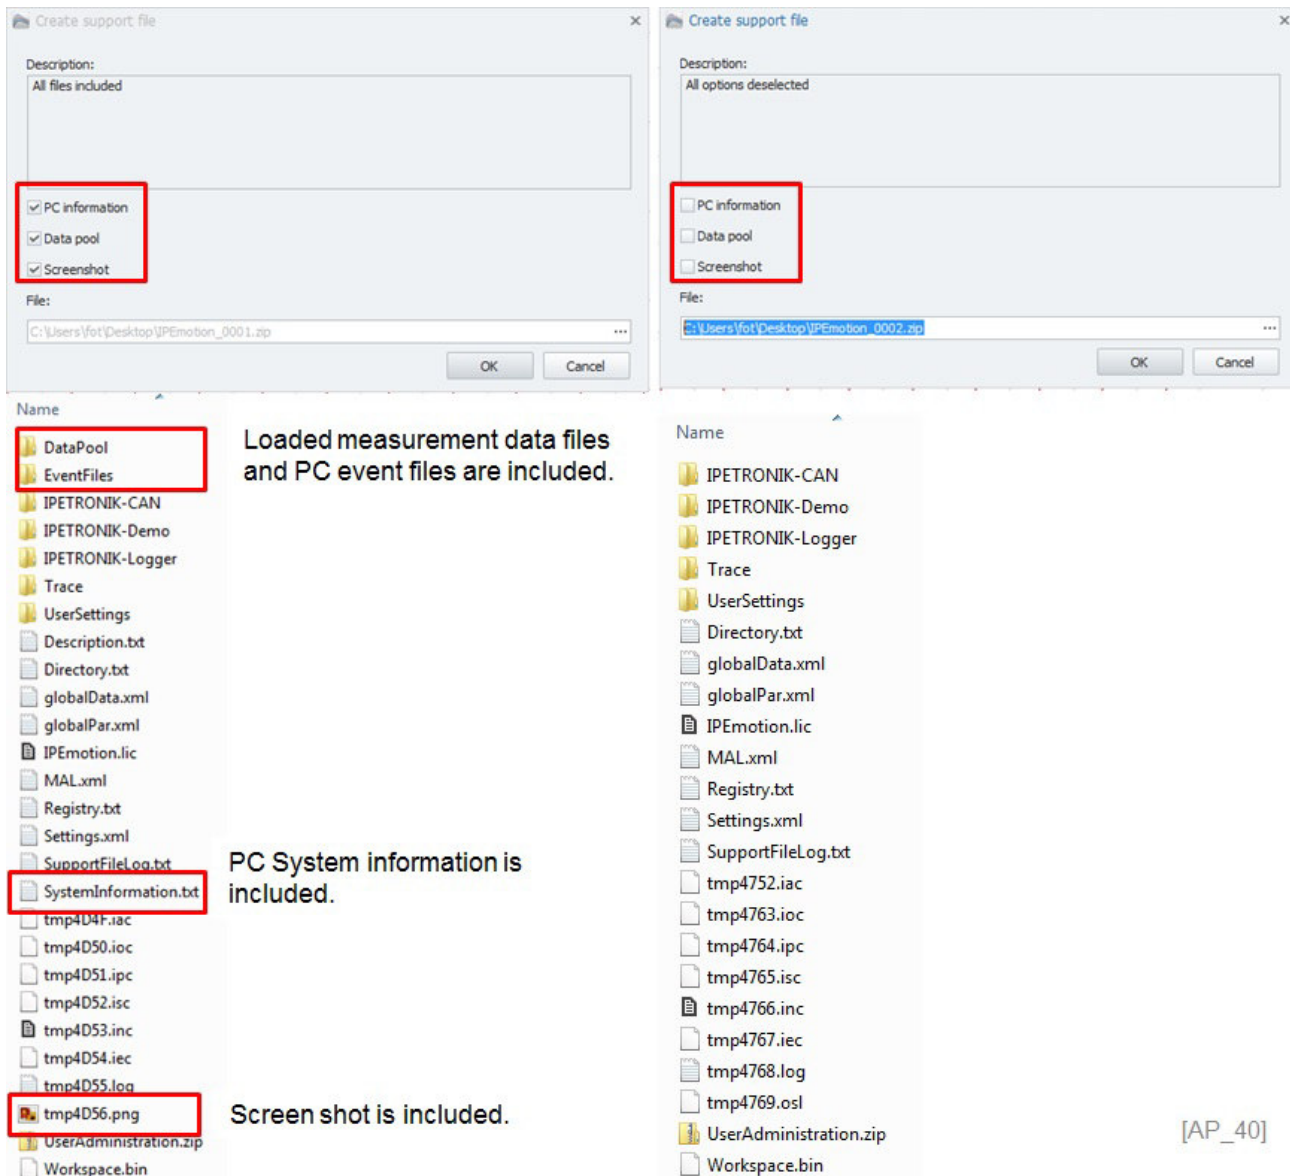 Create support file
Description:
All files included
PC information
Data pool
Screenshot
File:
C:\Users\fot\Desktop\IPEmotion_0001.zip
...
OK
Cancel
Create support file
Description:
All options deselected
PC information
Data pool
Screenshot
File:
C:\Users\fot\Desktop\IPEmotion_0002.zip
...
OK
Cancel
Name
DataPool
EventFiles
IPETRONIK-CAN
IPETRONIK-Demo
IPETRONIK-Logger
Trace
UserSettings
Description.txt
Directory.txt
globalData.xml
globalPar.xml
IPEmotion.lic
MAL.xml
Registry.txt
Settings.xml
SupportFileLog.txt
SystemInformation.txt
tmp4D4F.iac
tmp4D50.ioc
tmp4D51.ipc
tmp4D52.isc
tmp4D53.inc
tmp4D54.iec
tmp4D55.log
tmp4D56.png
UserAdministration.zip
Workspace.bin
Loaded measurement data files
and PC event files are included.
PC System information is
included.
Screen shot is included.
Name
IPETRONIK-CAN
IPETRONIK-Demo
IPETRONIK-Logger
Trace
UserSettings
Directory.txt
globalData.xml
globalPar.xml
IPEmotion.lic
MAL.xml
Registry.txt
Settings.xml
SupportFileLog.txt
tmp4752.iac
tmp4763.ioc
tmp4764.ipc
tmp4765.isc
tmp4766.inc
tmp4767.iec
tmp4768.log
tmp4769.osl
UserAdministration.zip
Workspace.bin
[AP_40]